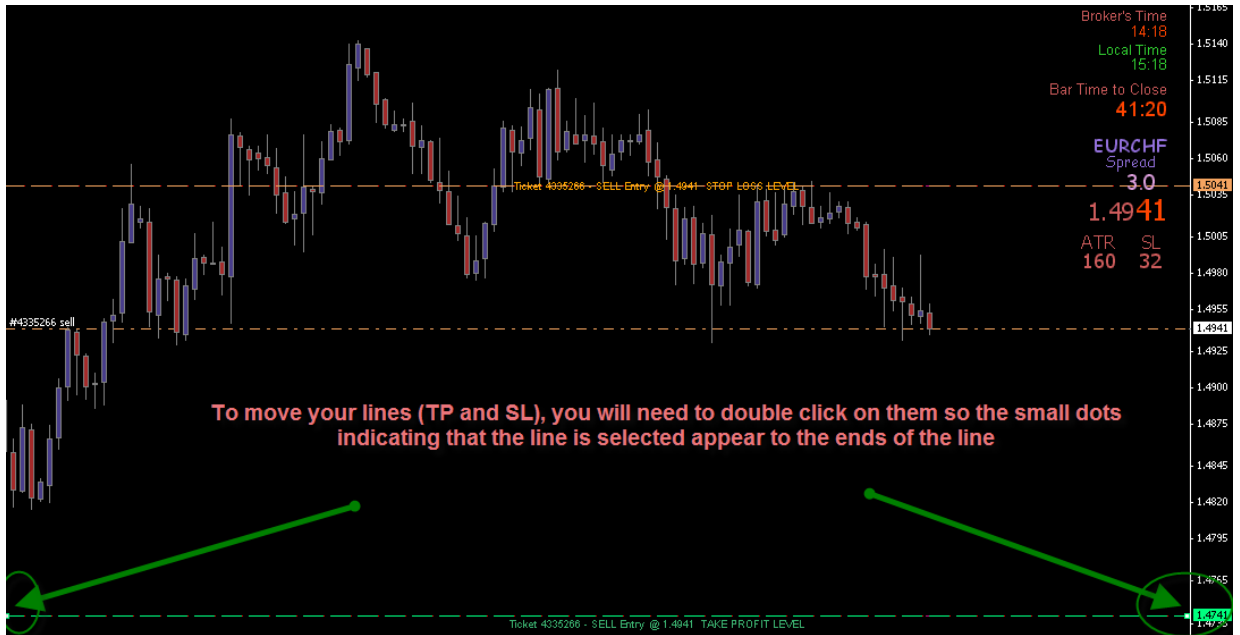 1.5165
Broker's Time
14:18
1.5140
Local Time
15:18
1.5115
Bar Time to Close
41:20
1.5085
EURCHF
1.5060
Spread
3.0
Ticket 4335266 - SELL Entry @ 1.4941 STOP LOSS LEVEL
1.5041
1.5035
1.4941
1.5005
ATR SL
160 32
1.4980
1.4955
#4335266 sell
1.4941
1.4925
1.4900
To move your lines (TP and SL), you will need to double click on them so the small dots
indicating that the line is selected appear to the ends of the line
1.4875
1.4845
1.4820
1.4795
1.4765
1.4741
Ticket 4335266 - SELL Entry @ 1.4941 TAKE PROFIT LEVEL